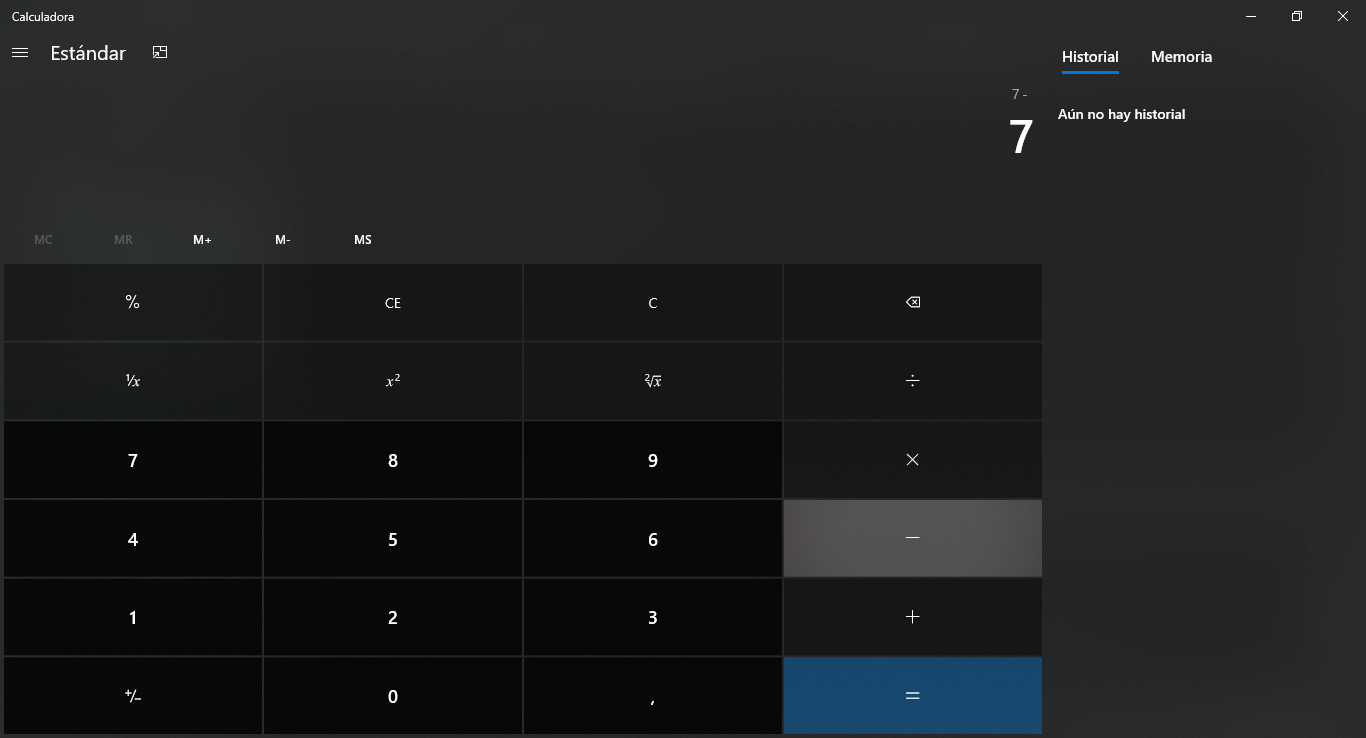 Calculadora
Estándar
Historial Memoria
7 -
7
Aún no hay historial
MC MR M+ M- MS
% CE C
¹/x x² ²√x ÷
7 8 9 ×
4 5 6 −
1 2 3 +
+/− 0 , =